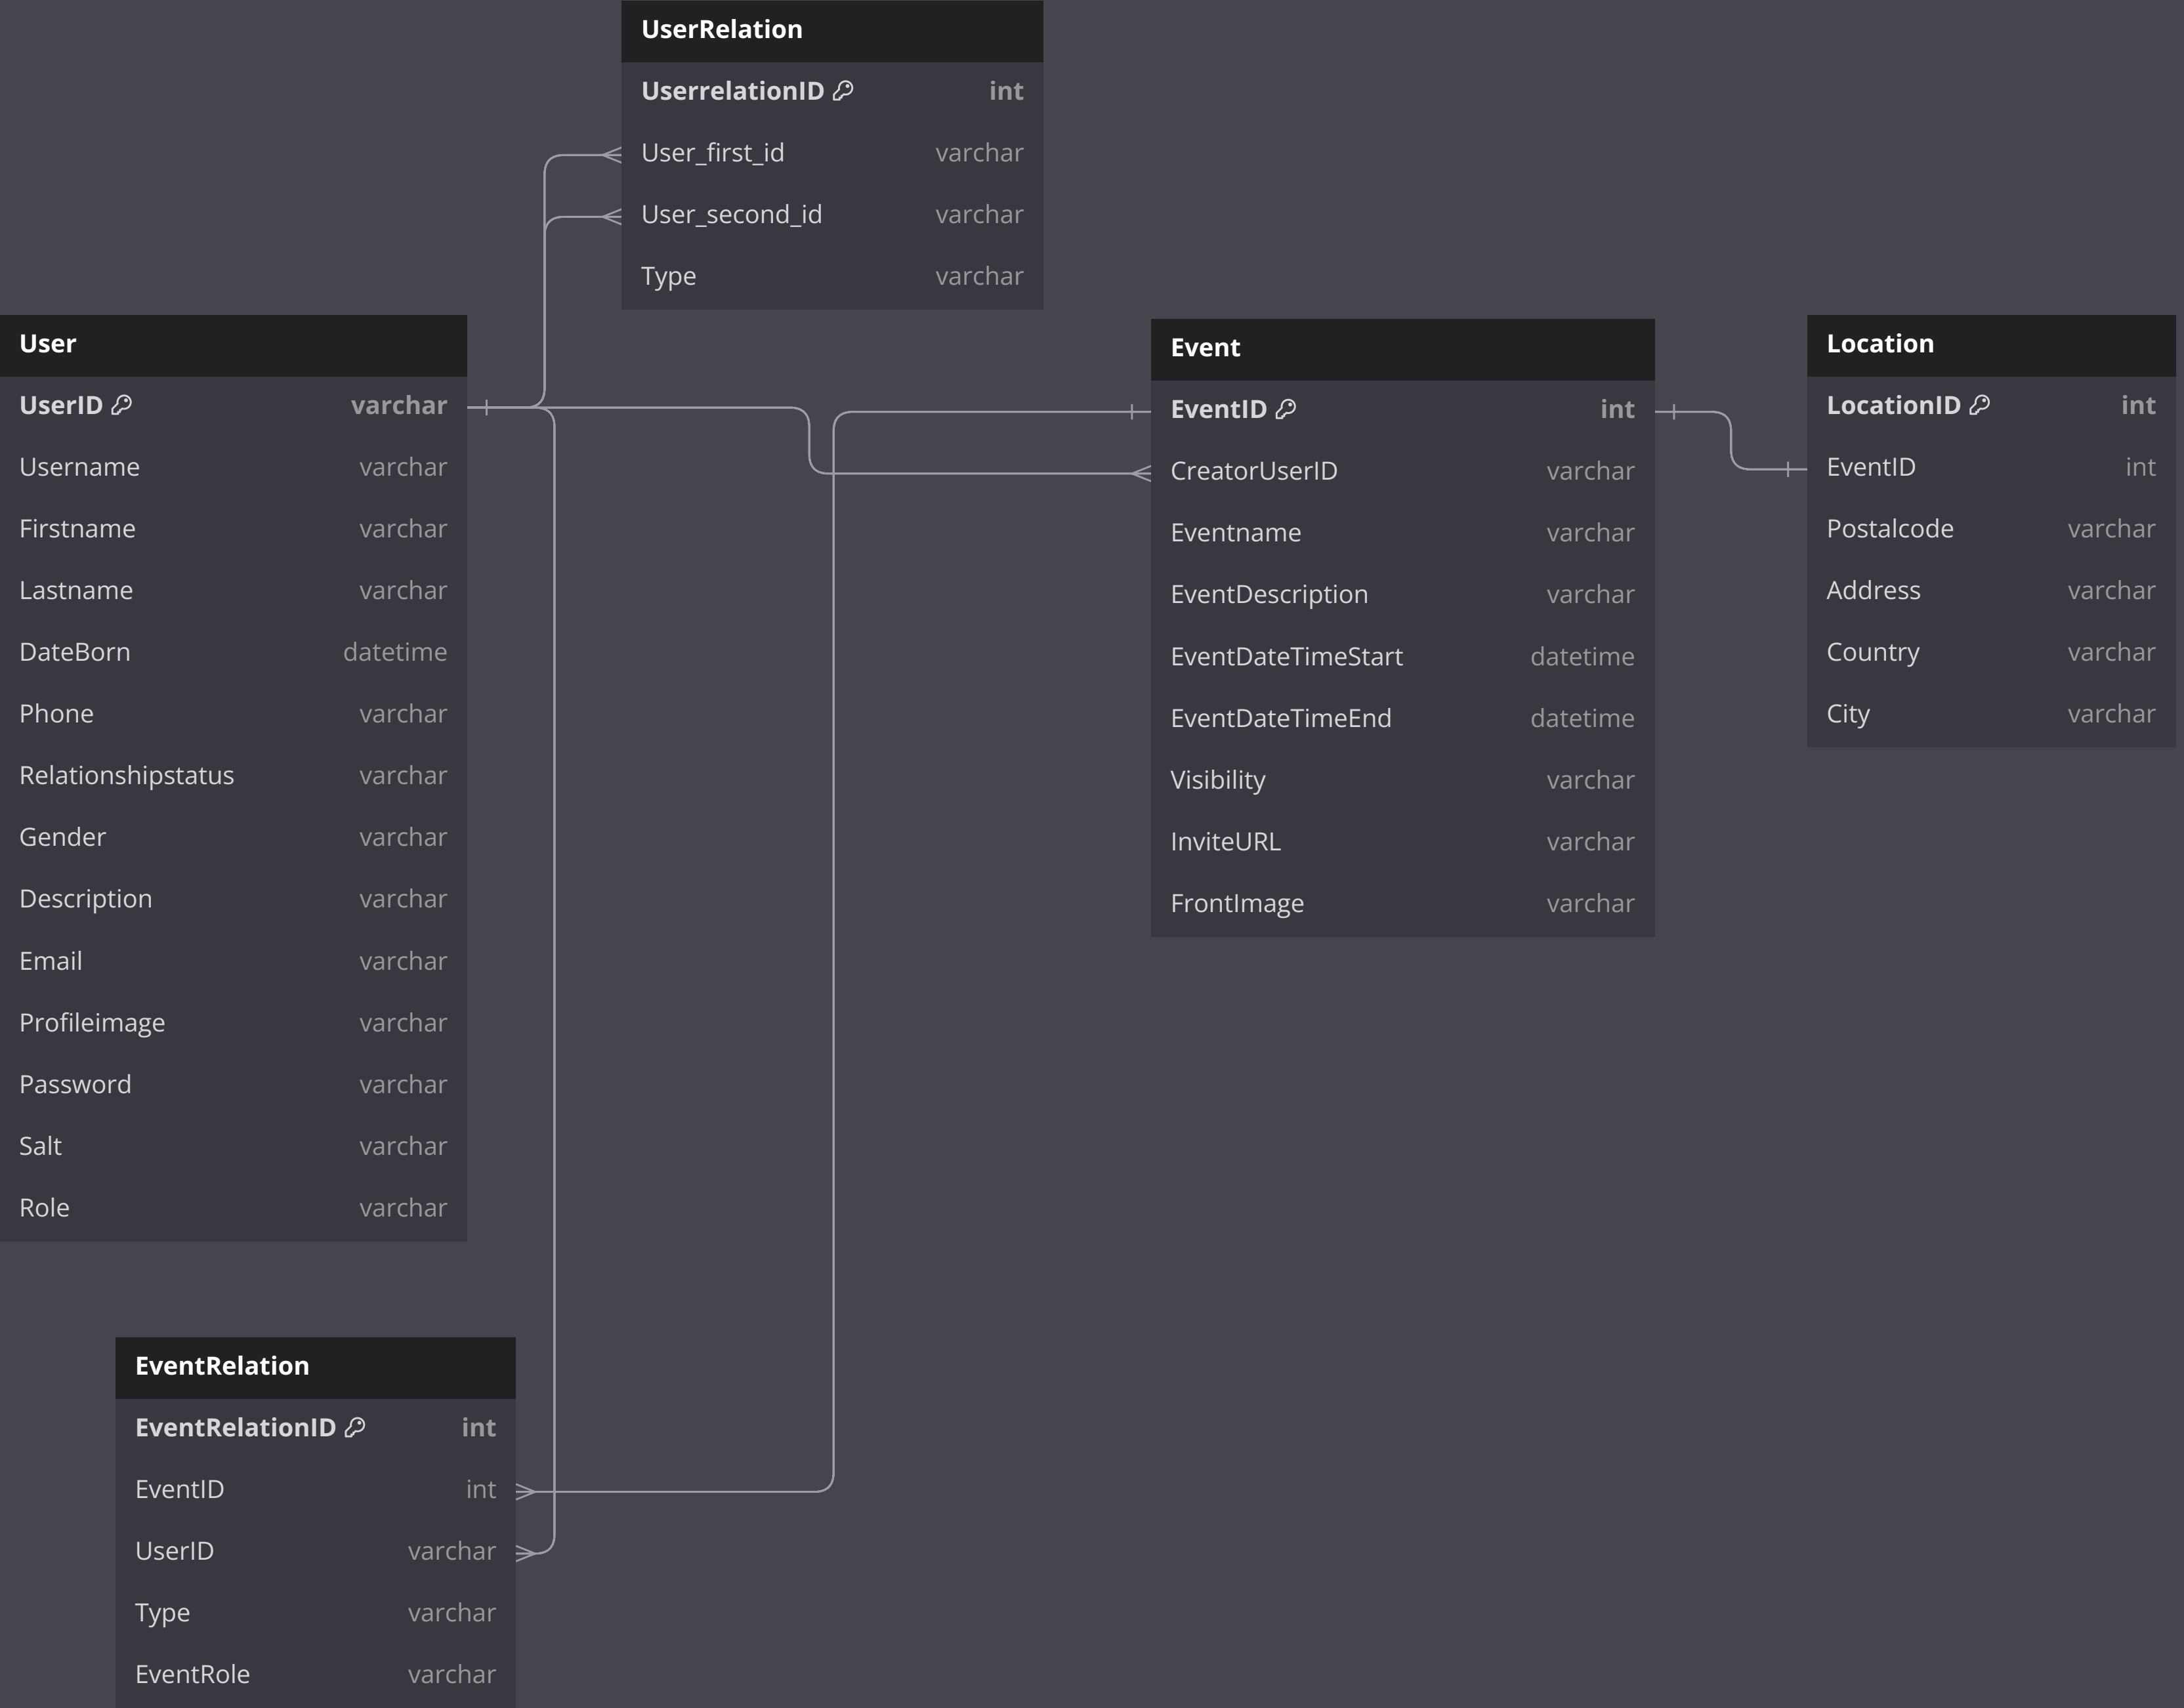 UserRelation
UserrelationID int
User_first_id varchar
User_second_id varchar
Type varchar
User
UserID varchar
Username varchar
Firstname varchar
Lastname varchar
DateBorn datetime
Phone varchar
Relationshipstatus varchar
Gender varchar
Description varchar
Email varchar
Profileimage varchar
Password varchar
Salt varchar
Role varchar
Event
EventID int
CreatorUserID varchar
Eventname varchar
EventDescription varchar
EventDateTimeStart datetime
EventDateTimeEnd datetime
Visibility varchar
InviteURL varchar
FrontImage varchar
Location
LocationID int
EventID int
Postalcode varchar
Address varchar
Country varchar
City varchar
EventRelation
EventRelationID int
EventID int
UserID varchar
Type varchar
EventRole varchar